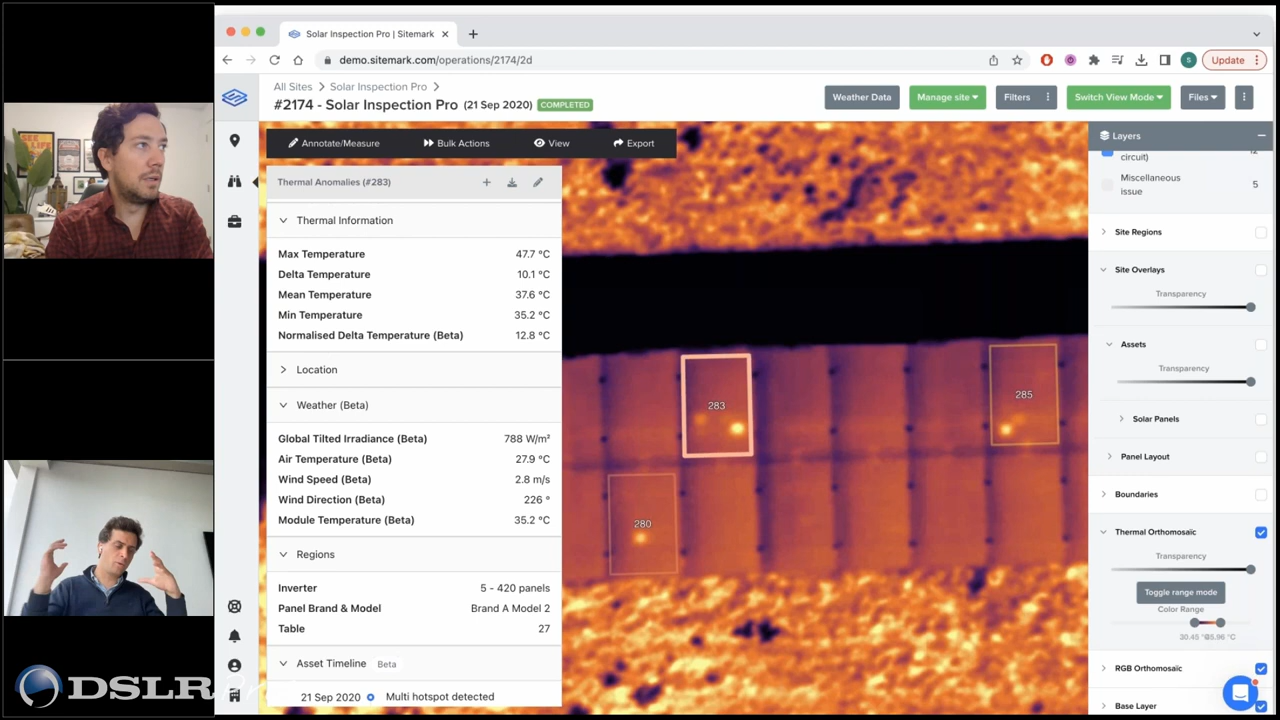 Solar Inspection Pro | Sitemark
demo.sitemark.com/operations/2174/2d
S
Update
All Sites > Solar Inspection Pro >
#2174 - Solar Inspection Pro (21 Sep 2020) COMPLETED
Weather Data
Manage site
Filters
Switch View Mode
Files
Annotate/Measure
Bulk Actions
View
Export
Thermal Anomalies (#283)
Thermal Information
Max Temperature 47.7 °C
Delta Temperature 10.1 °C
Mean Temperature 37.6 °C
Min Temperature 35.2 °C
Normalised Delta Temperature (Beta) 12.8 °C
Location
Weather (Beta)
Global Tilted Irradiance (Beta) 788 W/m²
Air Temperature (Beta) 27.9 °C
Wind Speed (Beta) 2.8 m/s
Wind Direction (Beta) 226 °
Module Temperature (Beta) 35.2 °C
Regions
Inverter 5 - 420 panels
Panel Brand & Model Brand A Model 2
Table 27
Asset Timeline Beta
21 Sep 2020 Multi hotspot detected
283
285
280
Layers
circuit) 12
Miscellaneous
issue 5
Site Regions
Site Overlays
Transparency
Assets
Transparency
Solar Panels
Panel Layout
Boundaries
Thermal Orthomosaic
Transparency
Toggle range mode
Color Range
30.45
RGB Orthomosaic
Base Layer
DSLR